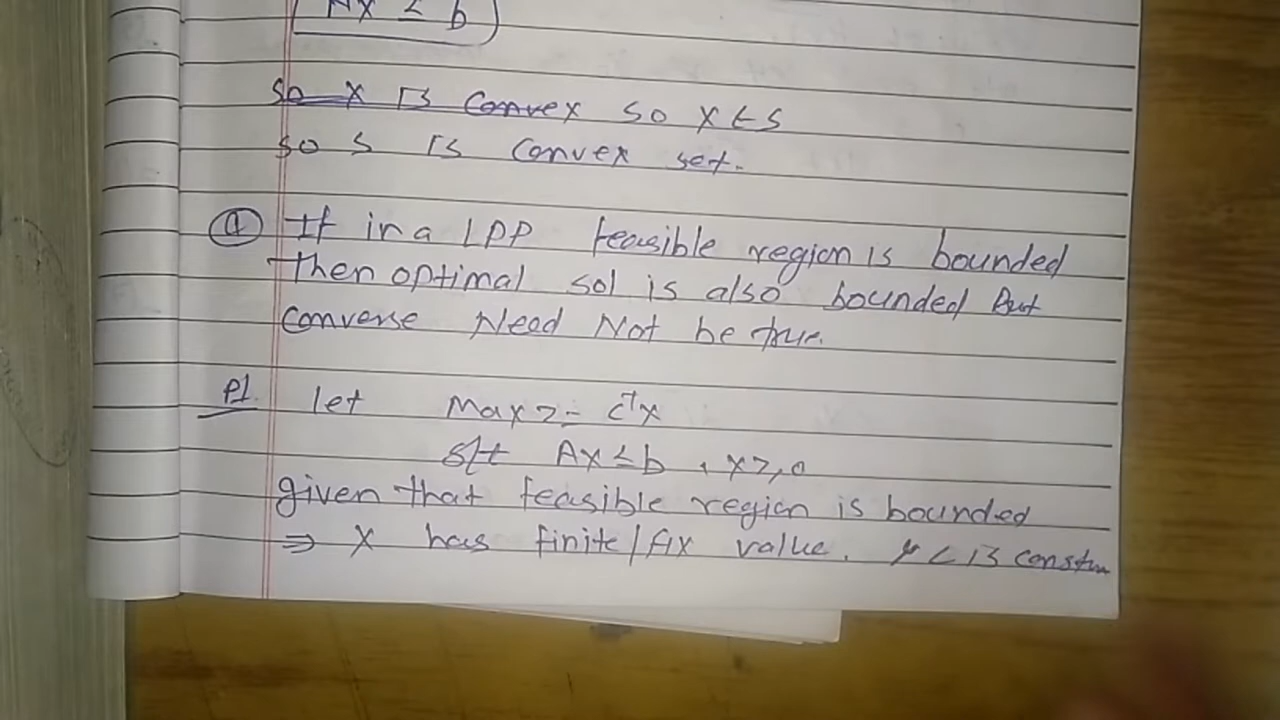 Ax ≤ b
so x is convex so x ∈ S
so S is convex set.
Q If in a LPP feasible region is bounded
then optimal sol is also bounded But
converse Need Not be true.
Pf. let Max z = cᵀx
s/t Ax ≤ b , x ≥, 0
given that feasible region is bounded
⇒ x has finite/fix value. & c is